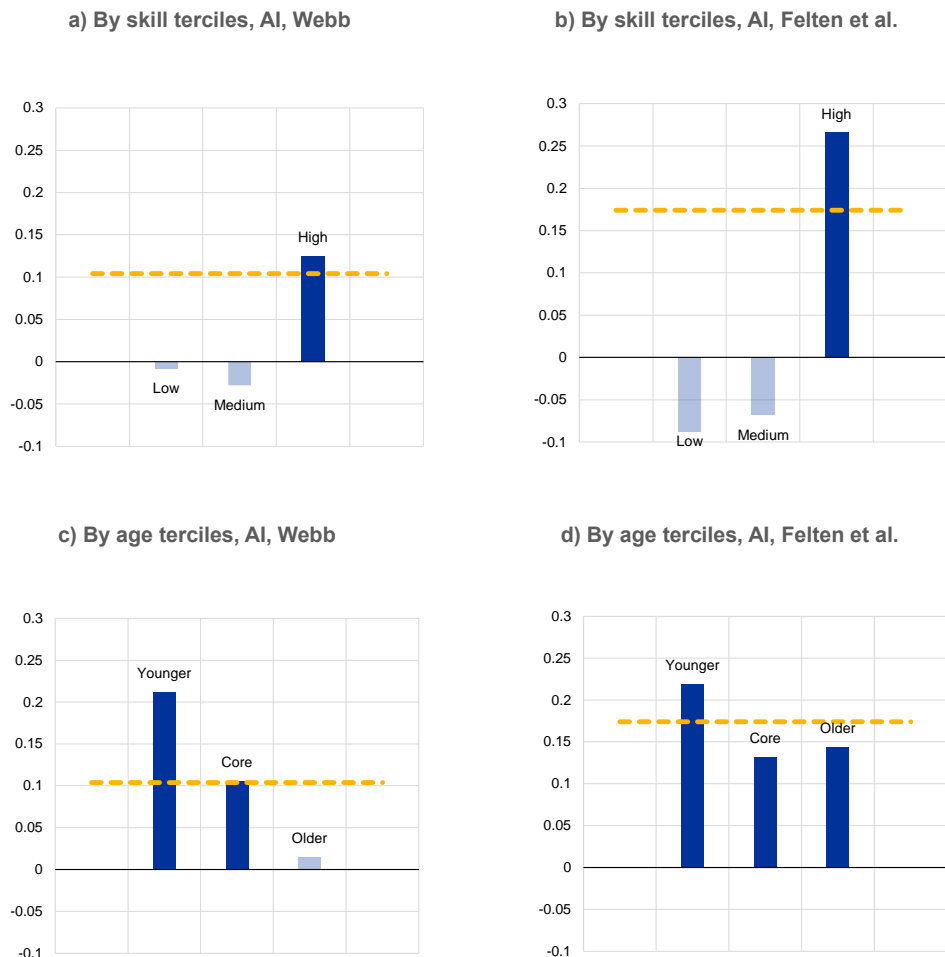 a) By skill terciles, AI, Webb
0.3
0.25
0.2
0.15
0.1
0.05
0
-0.05
-0.1
High
Low
Medium
b) By skill terciles, AI, Felten et al.
0.3
0.25
0.2
0.15
0.1
0.05
0
-0.05
-0.1
High
Low
Medium
c) By age terciles, AI, Webb
0.3
0.25
0.2
0.15
0.1
0.05
0
-0.05
-0.1
Younger
Core
Older
d) By age terciles, AI, Felten et al.
0.3
0.25
0.2
0.15
0.1
0.05
0
-0.05
-0.1
Younger
Core
Older